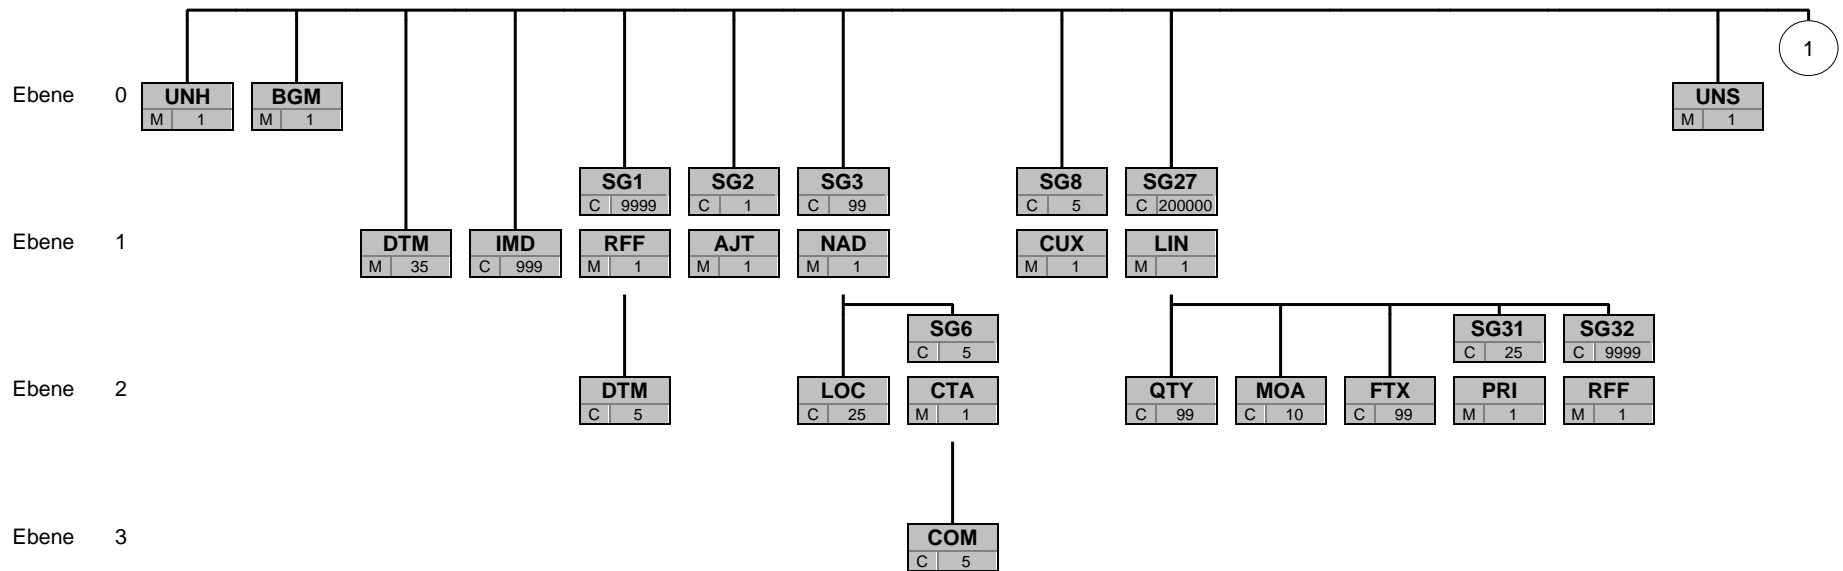 1
Ebene 0 UNH BGM UNS
M 1 M 1 M 1
SG1 SG2 SG3 SG8 SG27
C 9999 C 1 C 99 C 5 C 200000
Ebene 1 DTM IMD RFF AJT NAD CUX LIN
M 35 C 999 M 1 M 1 M 1 M 1 M 1
SG6 SG31 SG32
C 5 C 25 C 9999
Ebene 2 DTM LOC CTA QTY MOA FTX PRI RFF
C 5 C 25 M 1 C 99 C 10 C 99 M 1 M 1
Ebene 3 COM
C 5